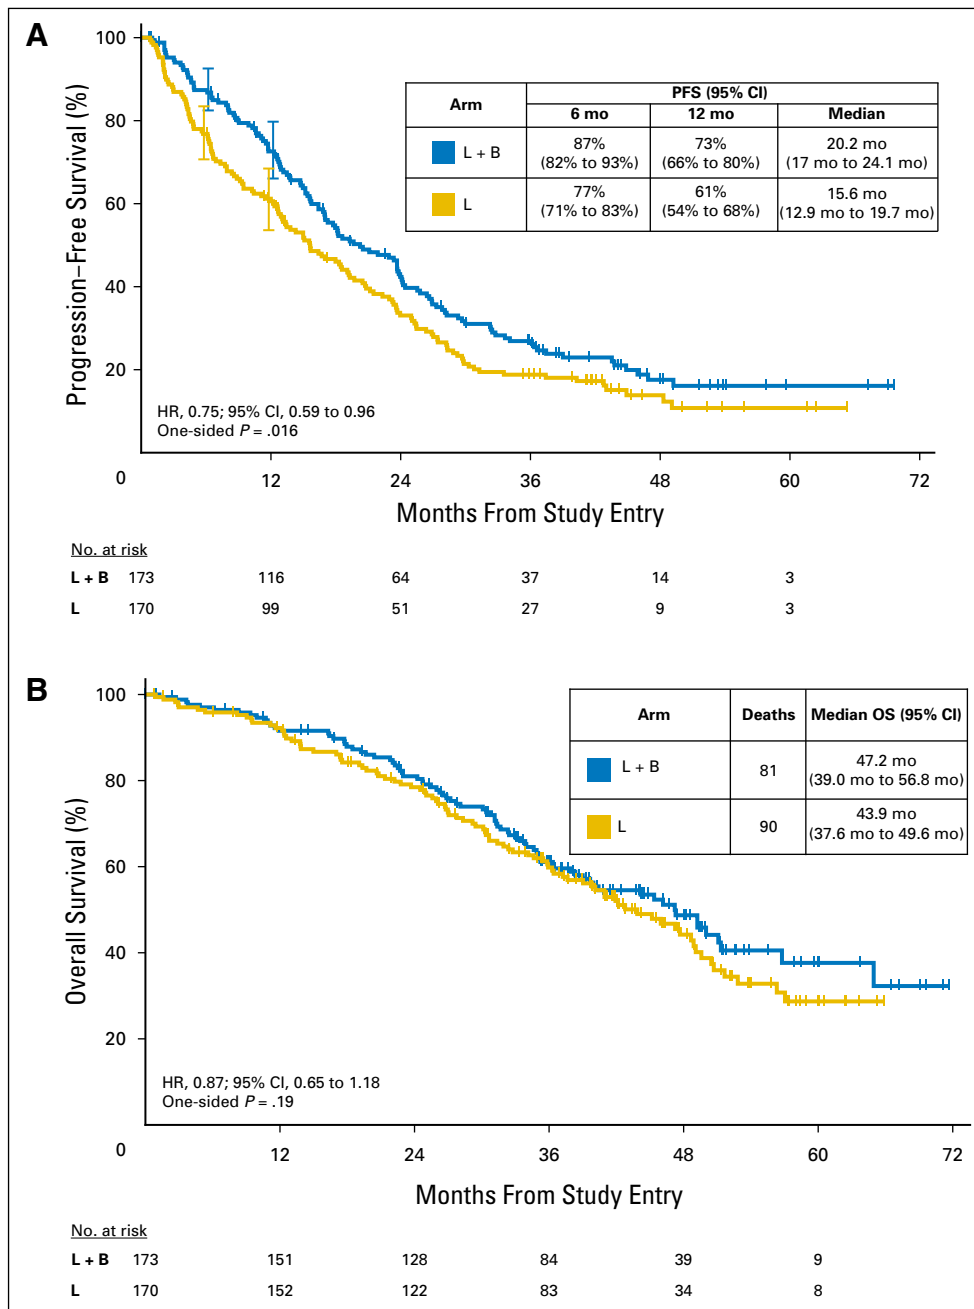 A
100
80
60
40
20
0
Progression–Free Survival (%)
Arm
PFS (95% CI)
6 mo 12 mo Median
L + B 87% (82% to 93%) 73% (66% to 80%) 20.2 mo (17 mo to 24.1 mo)
L 77% (71% to 83%) 61% (54% to 68%) 15.6 mo (12.9 mo to 19.7 mo)
HR, 0.75; 95% CI, 0.59 to 0.96
One-sided P = .016
12 24 36 48 60 72
Months From Study Entry
No. at risk
L + B 173 116 64 37 14 3
L 170 99 51 27 9 3
B
100
80
60
40
20
0
Overall Survival (%)
Arm Deaths Median OS (95% CI)
L + B 81 47.2 mo (39.0 mo to 56.8 mo)
L 90 43.9 mo (37.6 mo to 49.6 mo)
HR, 0.87; 95% CI, 0.65 to 1.18
One-sided P = .19
12 24 36 48 60 72
Months From Study Entry
No. at risk
L + B 173 151 128 84 39 9
L 170 152 122 83 34 8